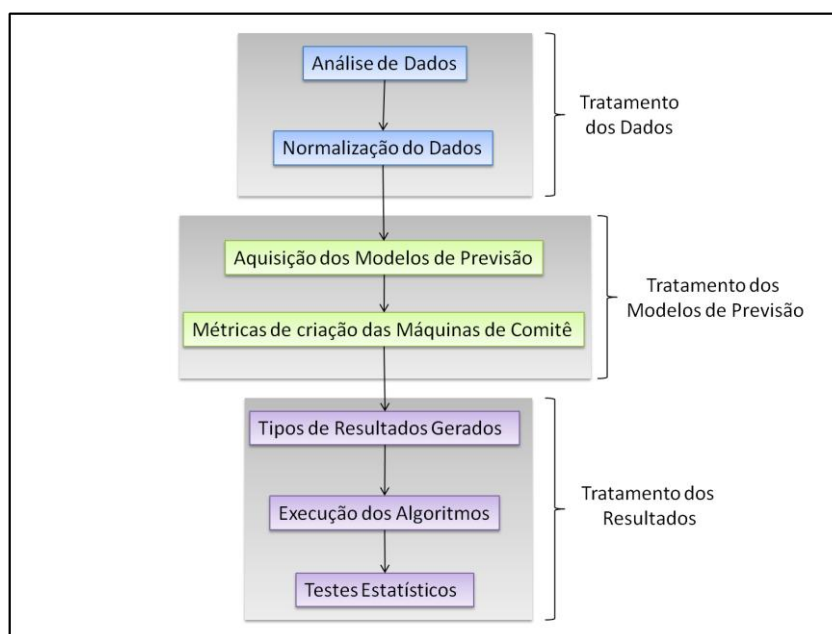 Análise de Dados
Normalização do Dados
Tratamento
dos Dados
Aquisição dos Modelos de Previsão
Métricas de criação das Máquinas de Comitê
Tratamento dos
Modelos de Previsão
Tipos de Resultados Gerados
Execução dos Algoritmos
Testes Estatísticos
Tratamento dos
Resultados